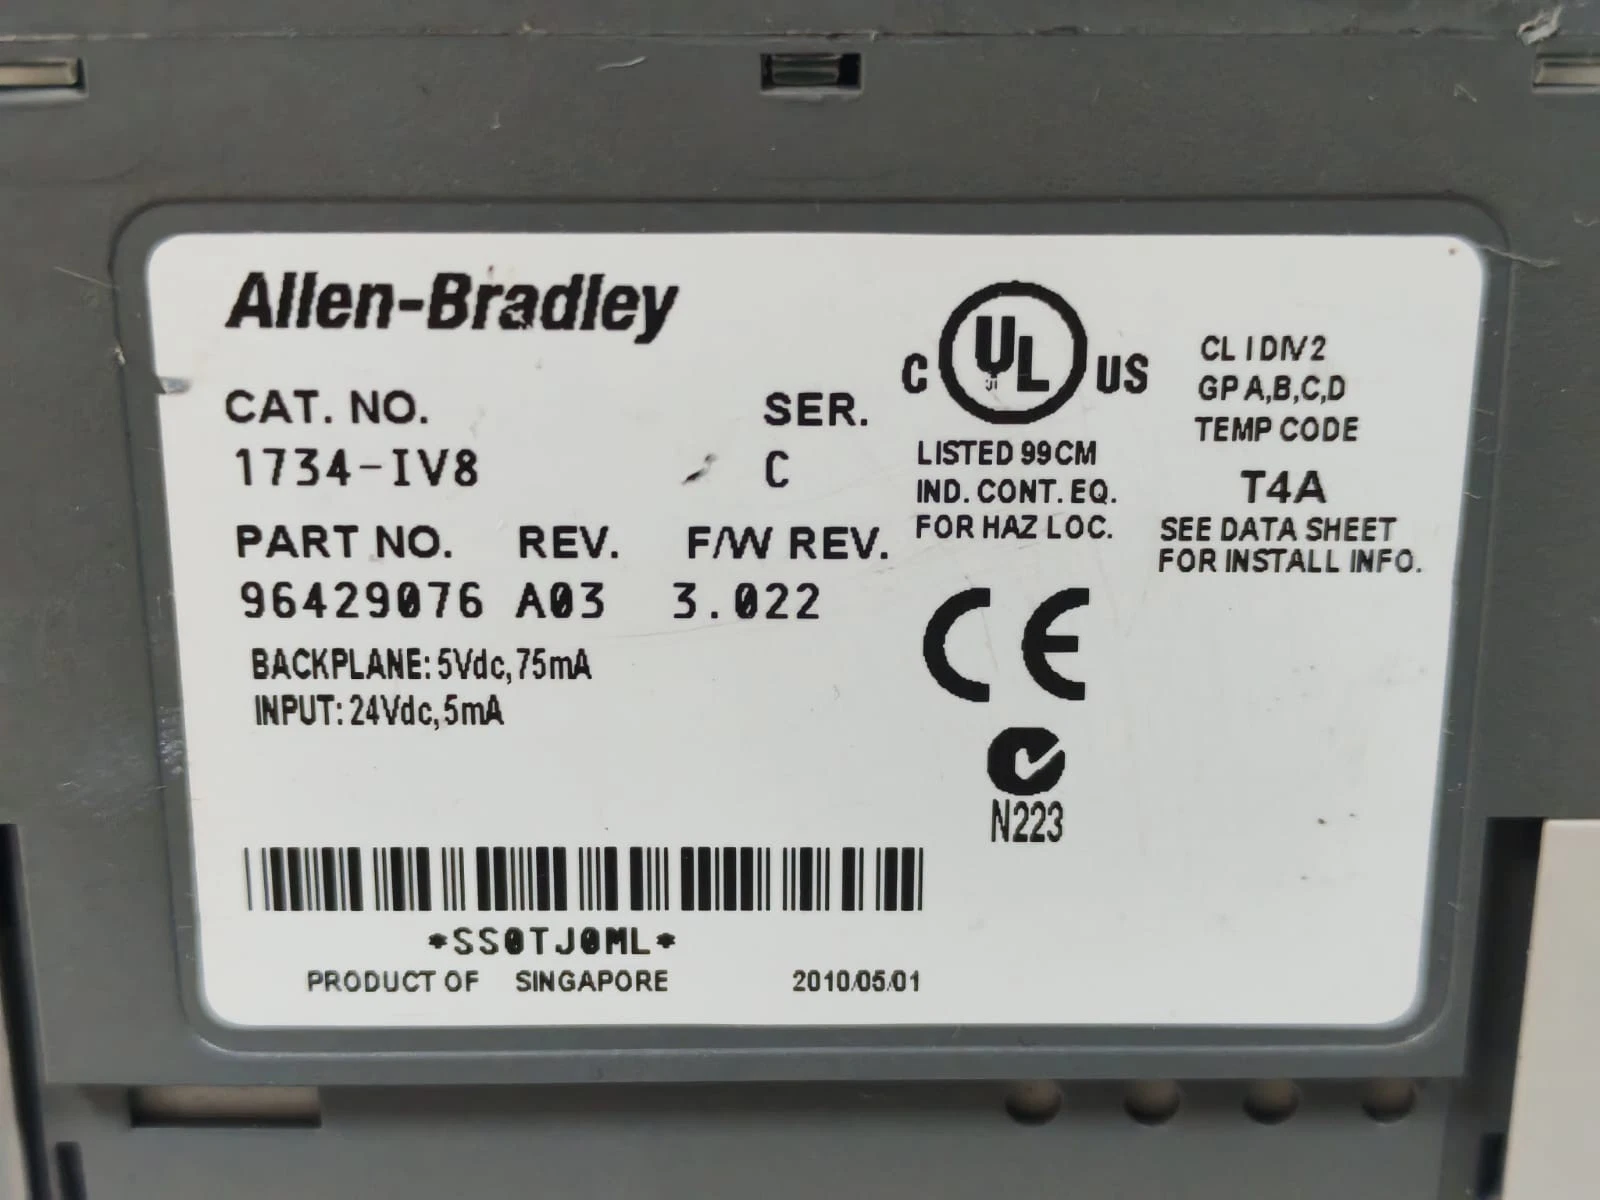 Allen-Bradley
CAT. NO. SER.
1734-IV8 C
PART NO. REV. F/W REV.
96429076 A03 3.022
BACKPLANE: 5Vdc, 75mA
INPUT: 24Vdc, 5mA
*SS0TJ0ML*
PRODUCT OF SINGAPORE 2010/05/01
C UL US
LISTED 99CM
IND. CONT. EQ.
FOR HAZ LOC.
CL I DIV 2
GP A,B,C,D
TEMP CODE
T4A
SEE DATA SHEET
FOR INSTALL INFO.
CE
N223